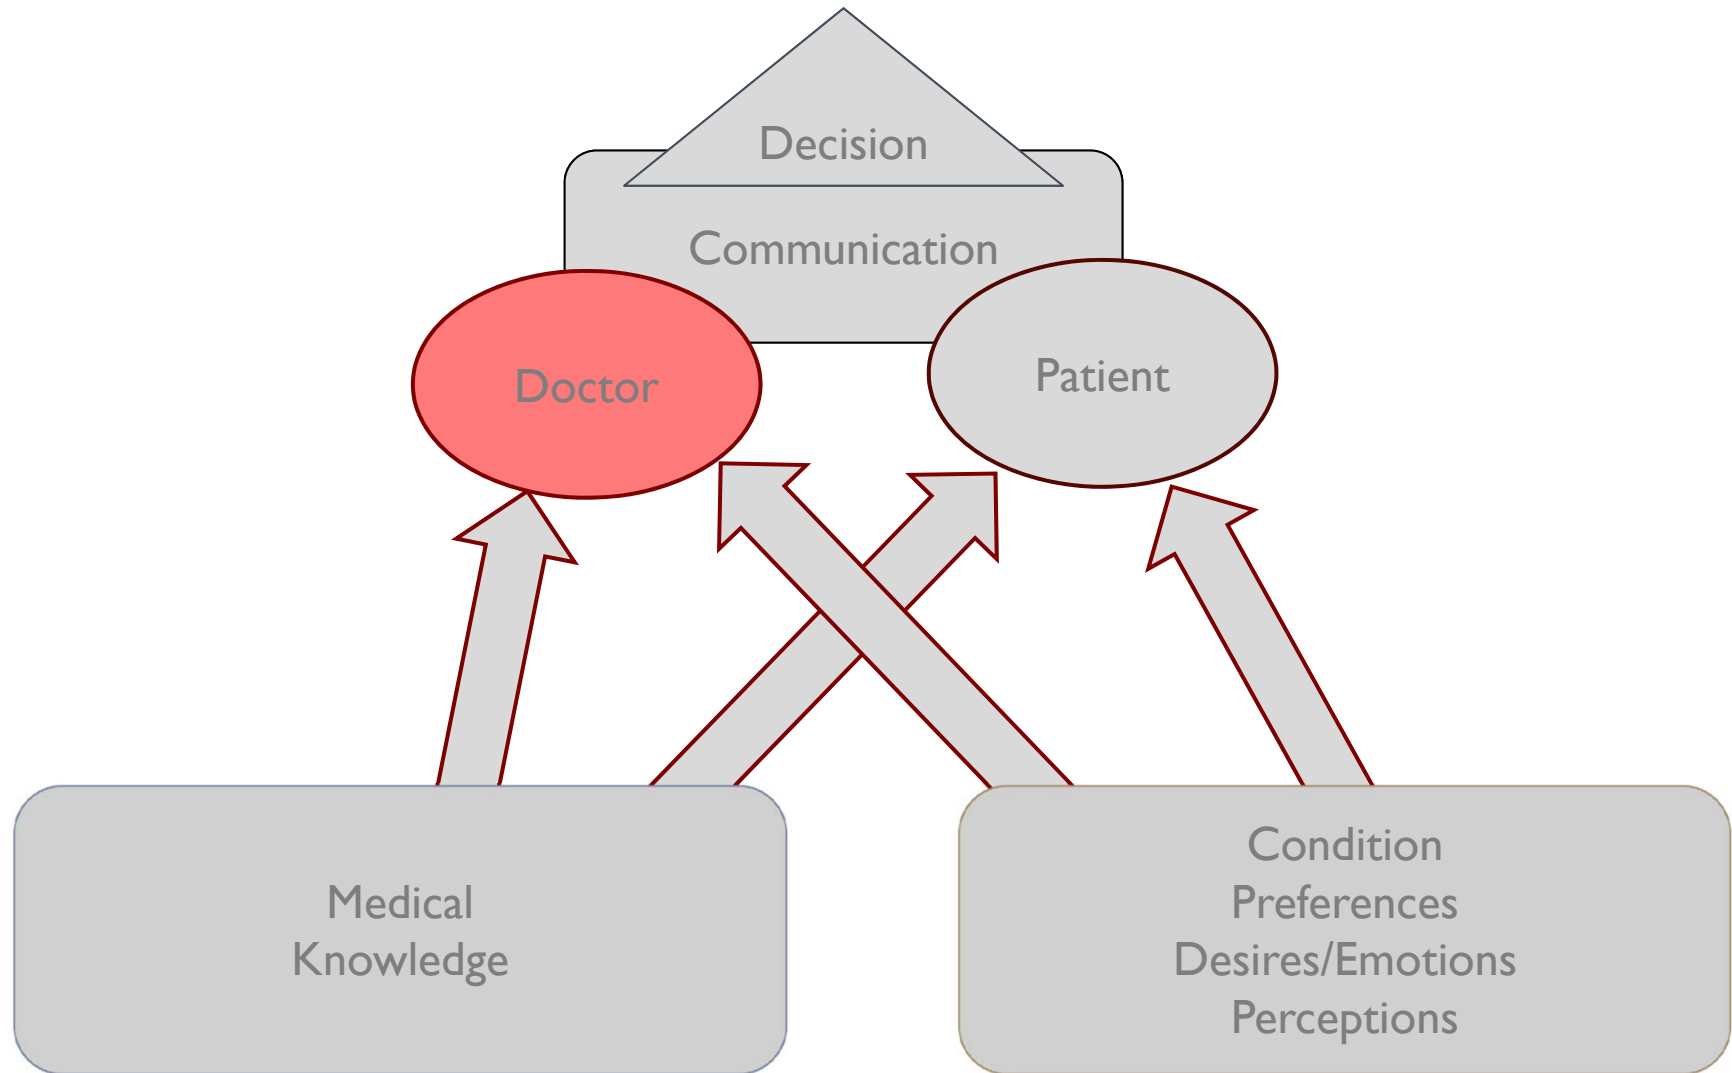 Decision
Communication
Doctor
Patient
Medical
Knowledge
Condition
Preferences
Desires/Emotions
Perceptions